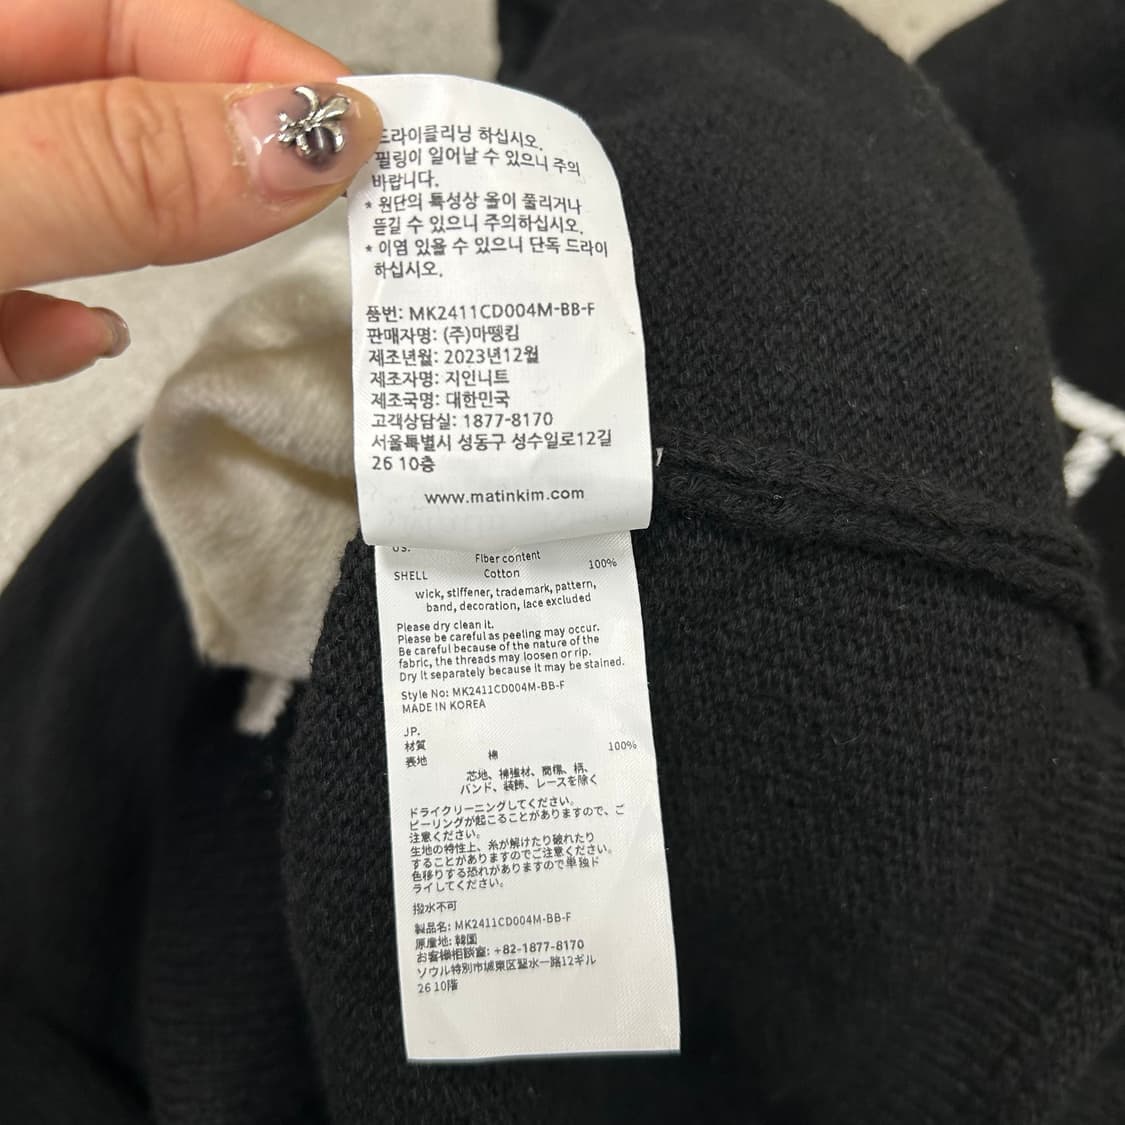 드라이클리닝 하십시오.
* 필링이 일어날 수 있으니 주의
바랍니다.
* 원단의 특성상 올이 풀리거나
뜯길 수 있으니 주의하십시오.
* 이염 있을 수 있으니 단독 드라이
하십시오.
품번: MK2411CD004M-BB-F
판매자명: (주)마뗑킴
제조년월: 2023년12월
제조자명: 지인니트
제조국명: 대한민국
고객상담실: 1877-8170
서울특별시 성동구 성수일로12길
26 10층
www.matinkim.com
US.
Fiber content
SHELL Cotton 100%
wick, stiffener, trademark, pattern,
band, decoration, lace excluded
Please dry clean it.
Please be careful as peeling may occur.
Be careful because of the nature of the
fabric, the threads may loosen or rip.
Dry it separately because it may be stained.
Style No: MK2411CD004M-BB-F
MADE IN KOREA
JP.
材質
表地 棉 100%
芯地、補強材、商標、柄、
バンド、装飾、レースを除く
ドライクリーニングしてください。
ピーリングが起こることがありますので、ご
注意ください。
生地の特性上、糸が解けたり破れたり
することがありますのでご注意ください。
色移りする恐れがありますので単独ド
ライしてください。
撥水不可
製品名: MK2411CD004M-BB-F
原産地: 韓国
お客様相談室: +82-1877-8170
ソウル特別市城東区聖水一路12ギル
26 10階